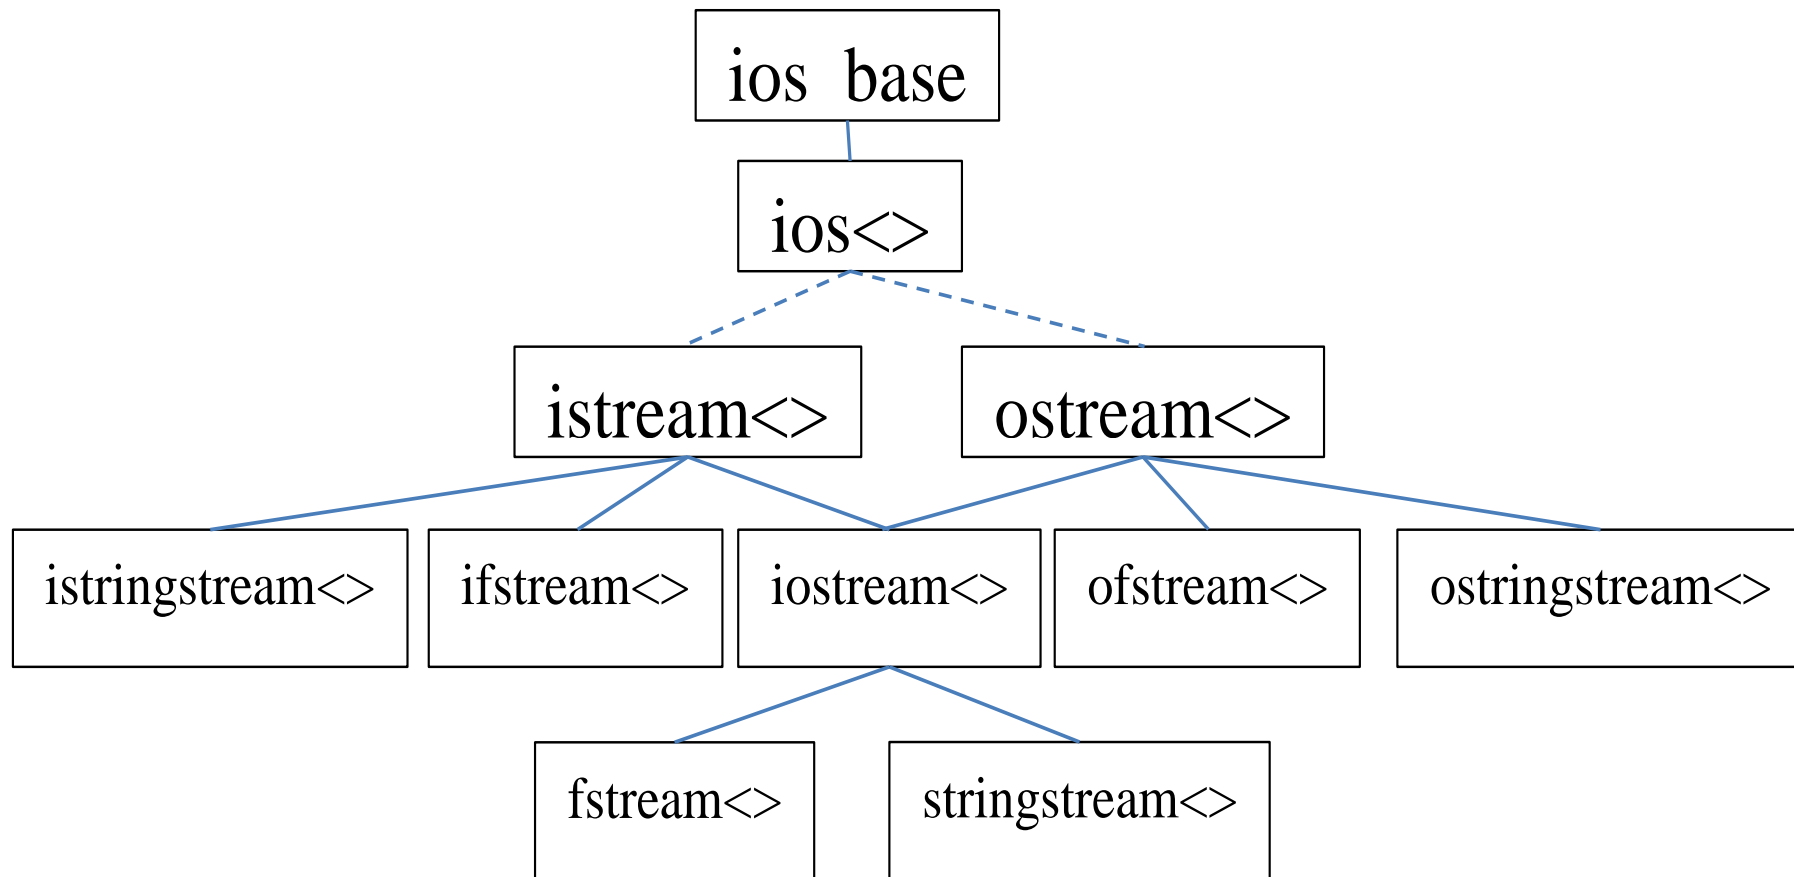 ios base
ios<>
istream<>
ostream<>
istringstream<>
ifstream<>
iostream<>
ofstream<>
ostringstream<>
fstream<>
stringstream<>